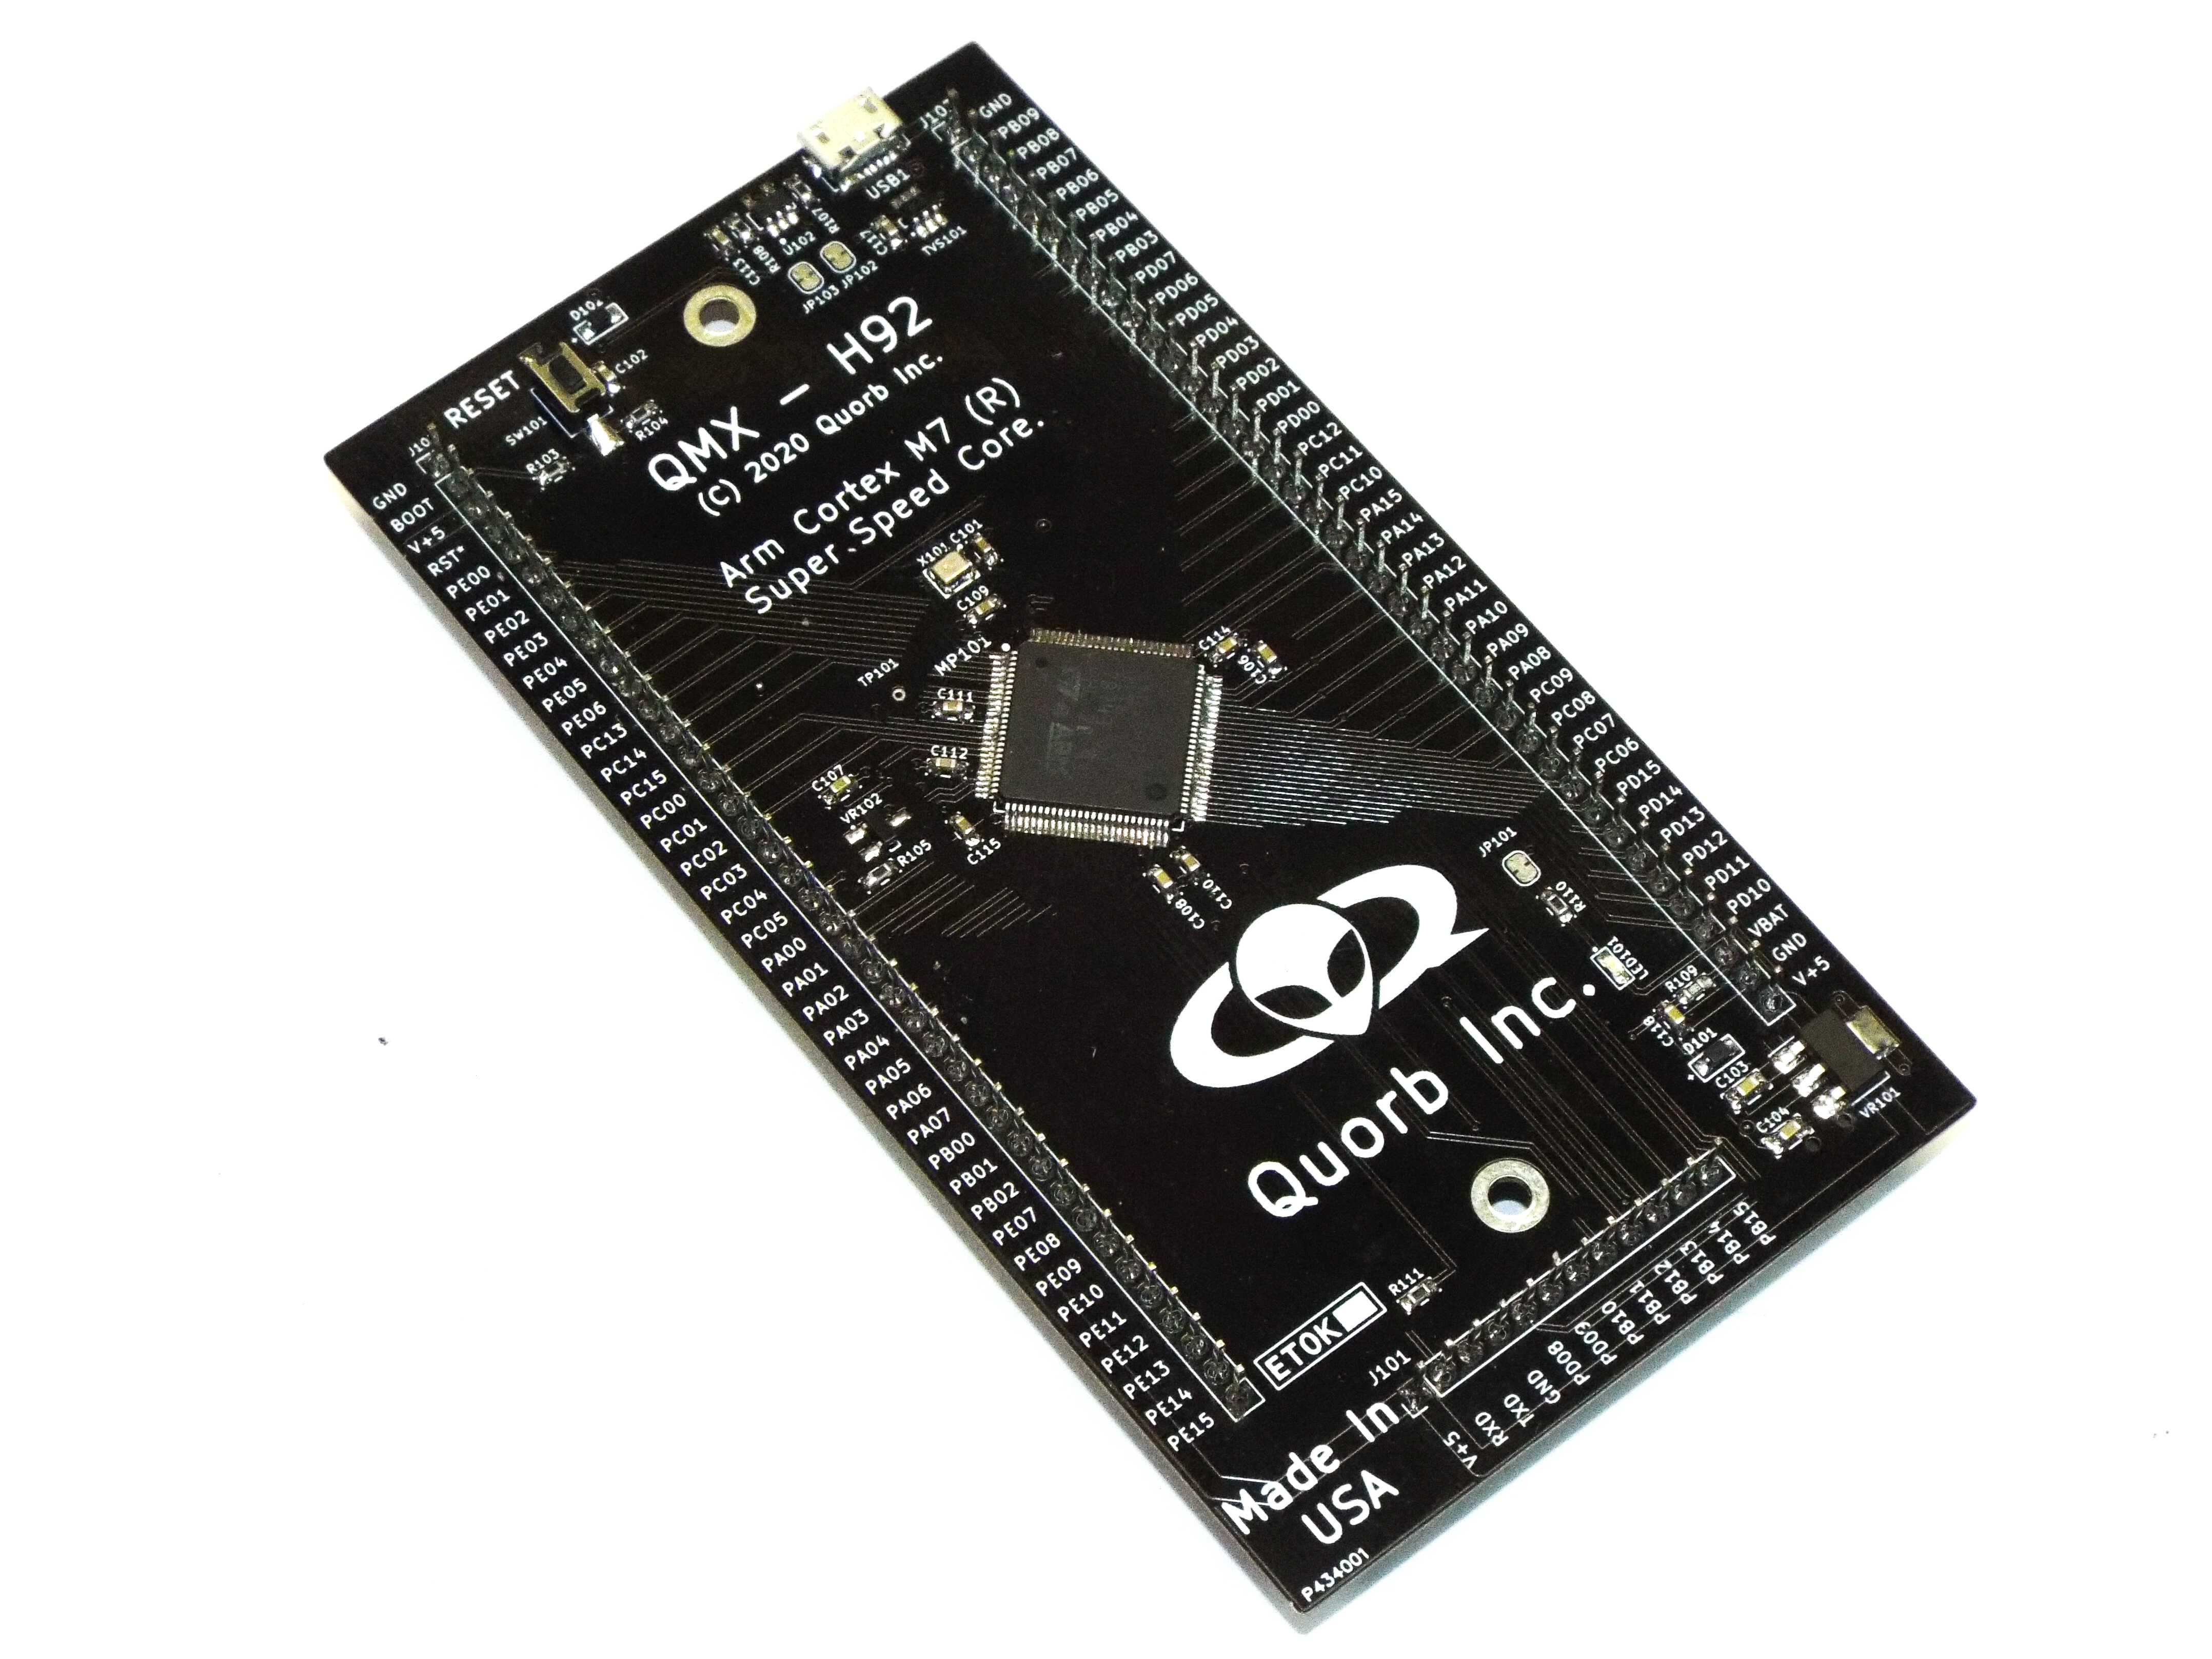 GND
PB09
PB08
PB07
PB06
PB05
PB04
PB03
PD07
PD06
PD05
PD04
PD03
PD02
PD01
PD00
PC12
PC11
PC10
PA15
PA14
PA13
PA12
PA11
PA10
PA09
PA08
PC09
PC08
PC07
PC06
PD15
PD14
PD13
PD12
PD11
PD10
VBAT
GND
V+5
USB1
R107
U102
R108
C113
C117
TVS101
JP103
JP102
C102
RESET
SW101
R104
R103
QMX - H92
(C) 2020 Quorb Inc.
Arm Cortex M7 (R)
Super Speed Core.
GND
BOOT
V+5
RST*
PE00
PE01
PE02
PE03
PE04
PE05
PE06
PC13
PC14
PC15
PC00
PC01
PC02
PC03
PC04
PC05
PA00
PA01
PA02
PA03
PA04
PA05
PA06
PA07
PB00
PB01
PB02
PE07
PE08
PE09
PE10
PE11
PE12
PE13
PE14
PE15
X101
C101
C109
MP101
TP101
C111
C112
C107
VR102
R105
C115
C114
C106
C108
C110
ARM
JP101
R110
LED101
R109
C118
D101
C103
C104
VR101
Quorb Inc.
R111
ETOK
J101
V+5
RXD
TXD
GND
PD08
PD03
PB10
PB11
PB12
PB13
PB14
PB15
Made In
USA
P434001